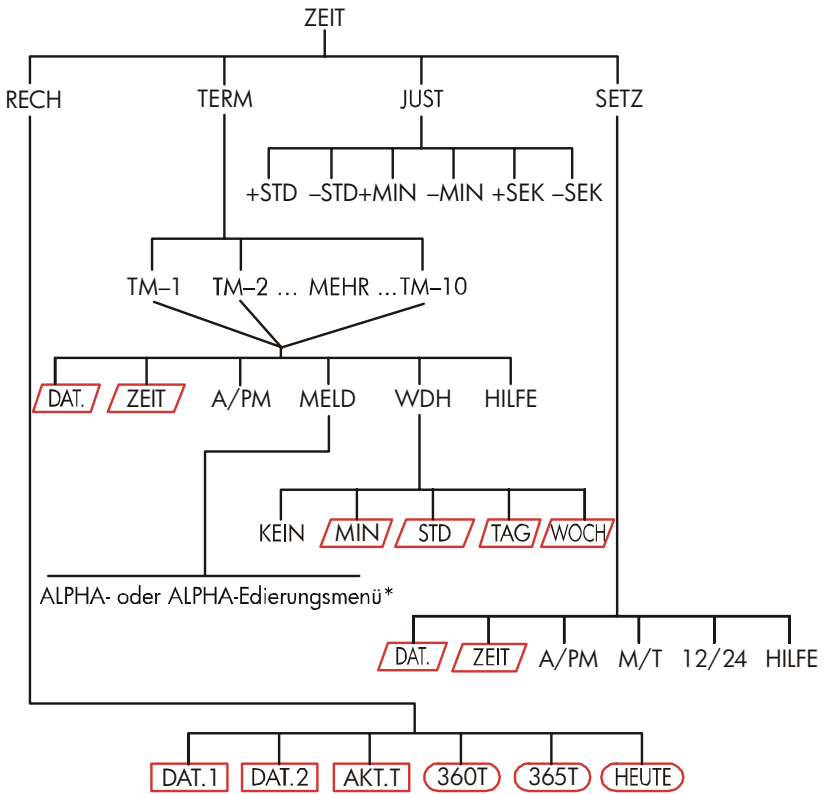 ZEIT
RECH TERM JUST SETZ
+STD –STD +MIN –MIN +SEK –SEK
TM–1 TM–2 ... MEHR ... TM–10
DAT. ZEIT A/PM MELD WDH HILFE
KEIN MIN STD TAG WOCH
ALPHA- oder ALPHA-Edierungsmenü*
DAT. ZEIT A/PM M/T 12/24 HILFE
DAT.1 DAT.2 AKT.T 360T 365T HEUTE